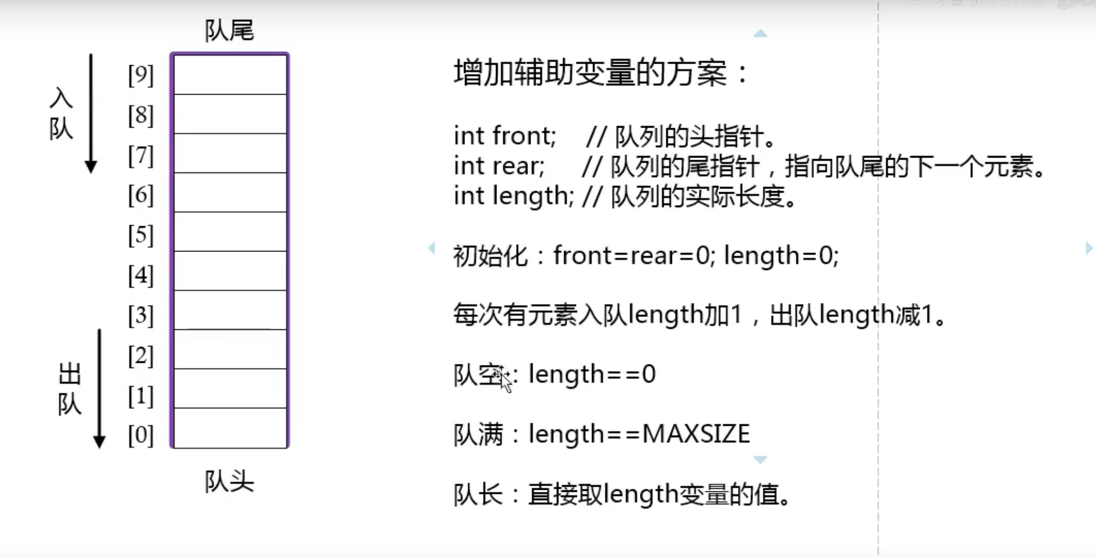 队尾
[9]
[8]
[7]
[6]
[5]
[4]
[3]
[2]
[1]
[0]
入队
出队
队头
增加辅助变量的方案：
int front; // 队列的头指针。
int rear; // 队列的尾指针，指向队尾的下一个元素。
int length; // 队列的实际长度。
初始化：front=rear=0; length=0;
每次有元素入队length加1，出队length减1。
队空：length==0
队满：length==MAXSIZE
队长：直接取length变量的值。